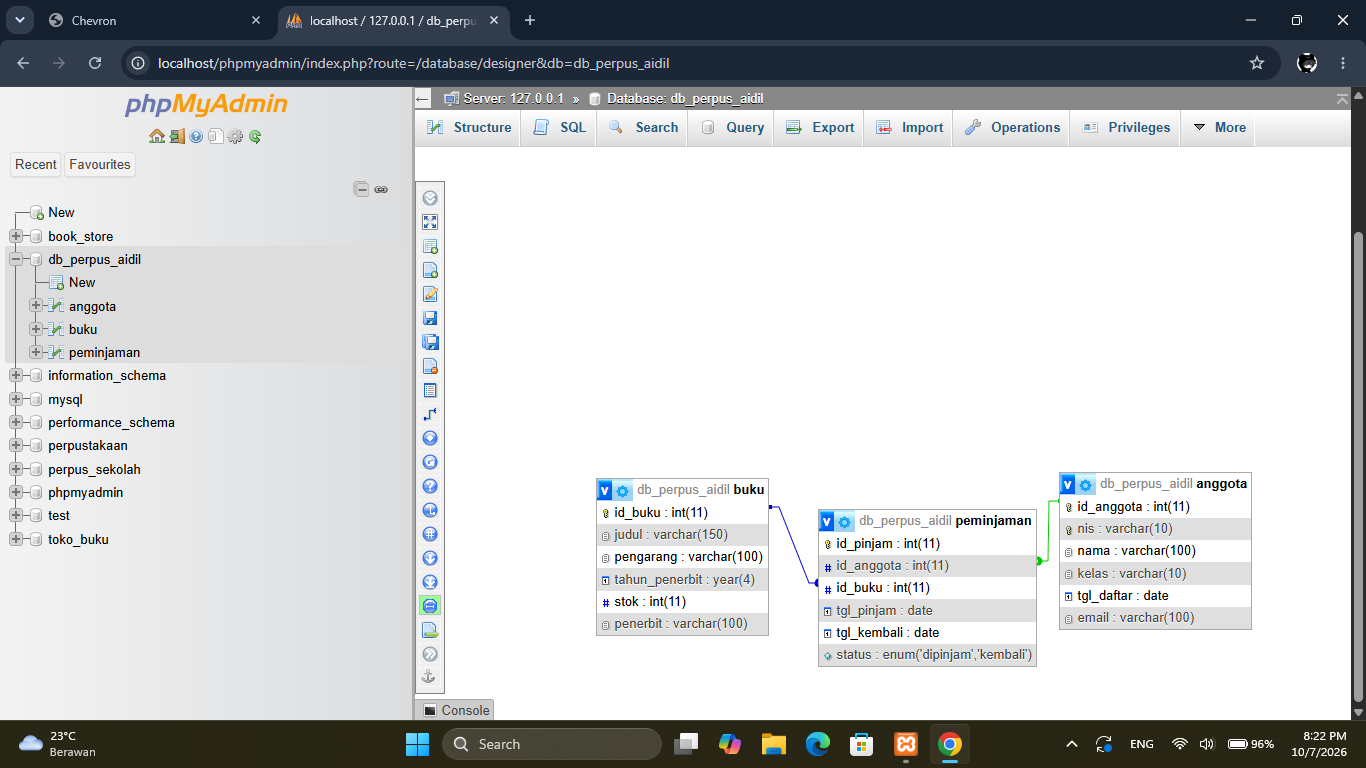 Chevron
localhost / 127.0.0.1 / db_perpu
localhost/phpmyadmin/index.php?route=/database/designer&db=db_perpus_aidil
phpMyAdmin
Recent
Favourites
New
book_store
db_perpus_aidil
New
anggota
buku
peminjaman
information_schema
mysql
performance_schema
perpustakaan
perpus_sekolah
phpmyadmin
test
toko_buku
Server: 127.0.0.1 » Database: db_perpus_aidil
Structure
SQL
Search
Query
Export
Import
Operations
Privileges
More
db_perpus_aidil buku
id_buku : int(11)
judul : varchar(150)
pengarang : varchar(100)
tahun_penerbit : year(4)
stok : int(11)
penerbit : varchar(100)
db_perpus_aidil peminjaman
id_pinjam : int(11)
id_anggota : int(11)
id_buku : int(11)
tgl_pinjam : date
tgl_kembali : date
status : enum('dipinjam','kembali')
db_perpus_aidil anggota
id_anggota : int(11)
nis : varchar(10)
nama : varchar(100)
kelas : varchar(10)
tgl_daftar : date
email : varchar(100)
Console
23°C
Berawan
Search
ENG
96%
8:22 PM
10/7/2026